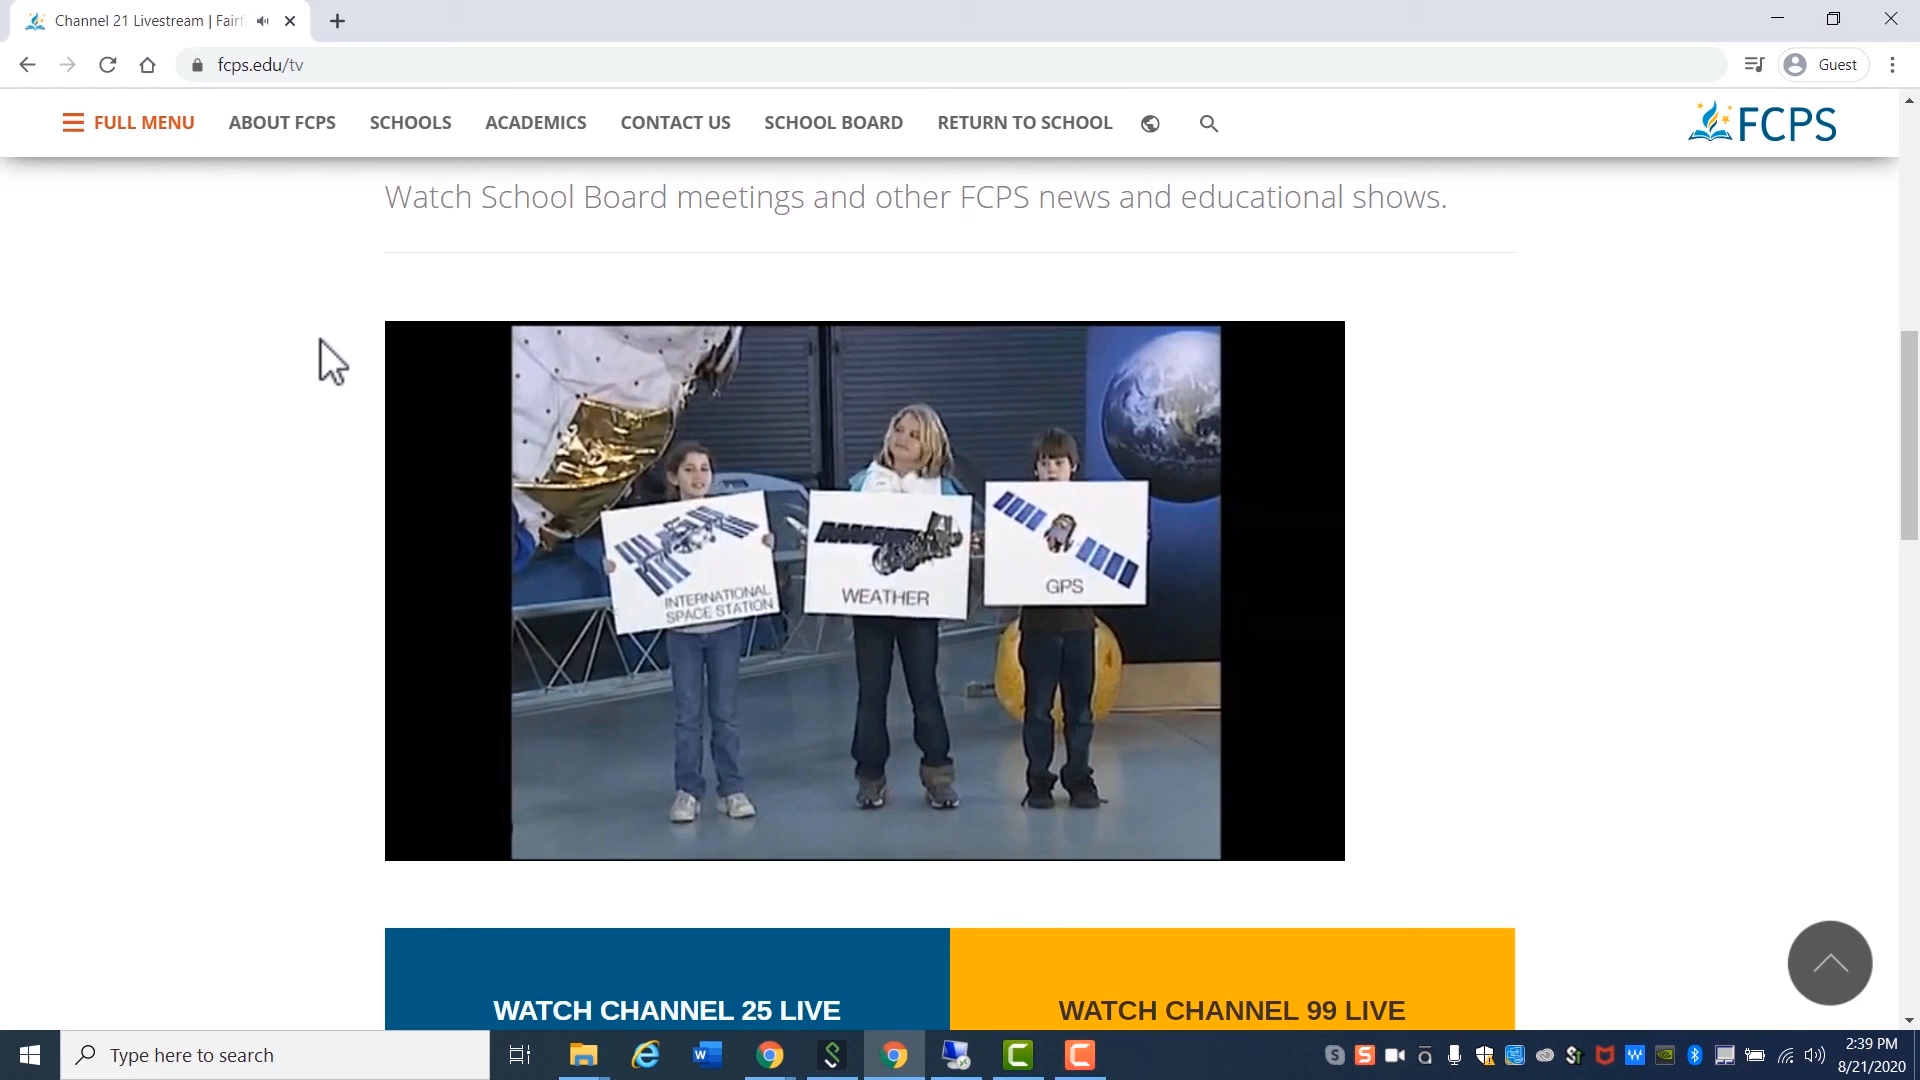 Channel 21 Livestream | Fairf
fcps.edu/tv
Guest
FULL MENU
ABOUT FCPS
SCHOOLS
ACADEMICS
CONTACT US
SCHOOL BOARD
RETURN TO SCHOOL
FCPS
Watch School Board meetings and other FCPS news and educational shows.
INTERNATIONAL
SPACE STATION
WEATHER
GPS
WATCH CHANNEL 25 LIVE
WATCH CHANNEL 99 LIVE
Type here to search
2:39 PM
8/21/2020